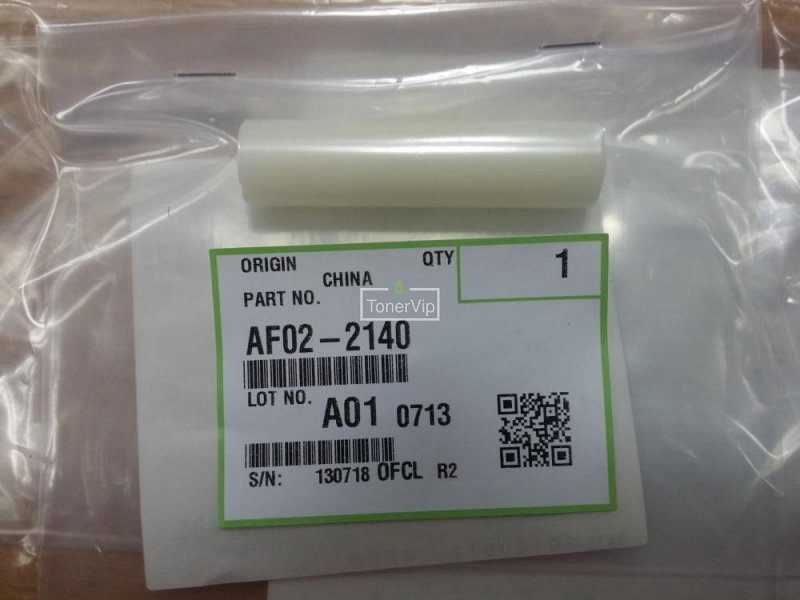 ORIGIN QTY 1
CHINA
PART NO.
TonerVip
AF02-2140
LOT NO.
A01 0713
S/N: 130718 OFCL R2